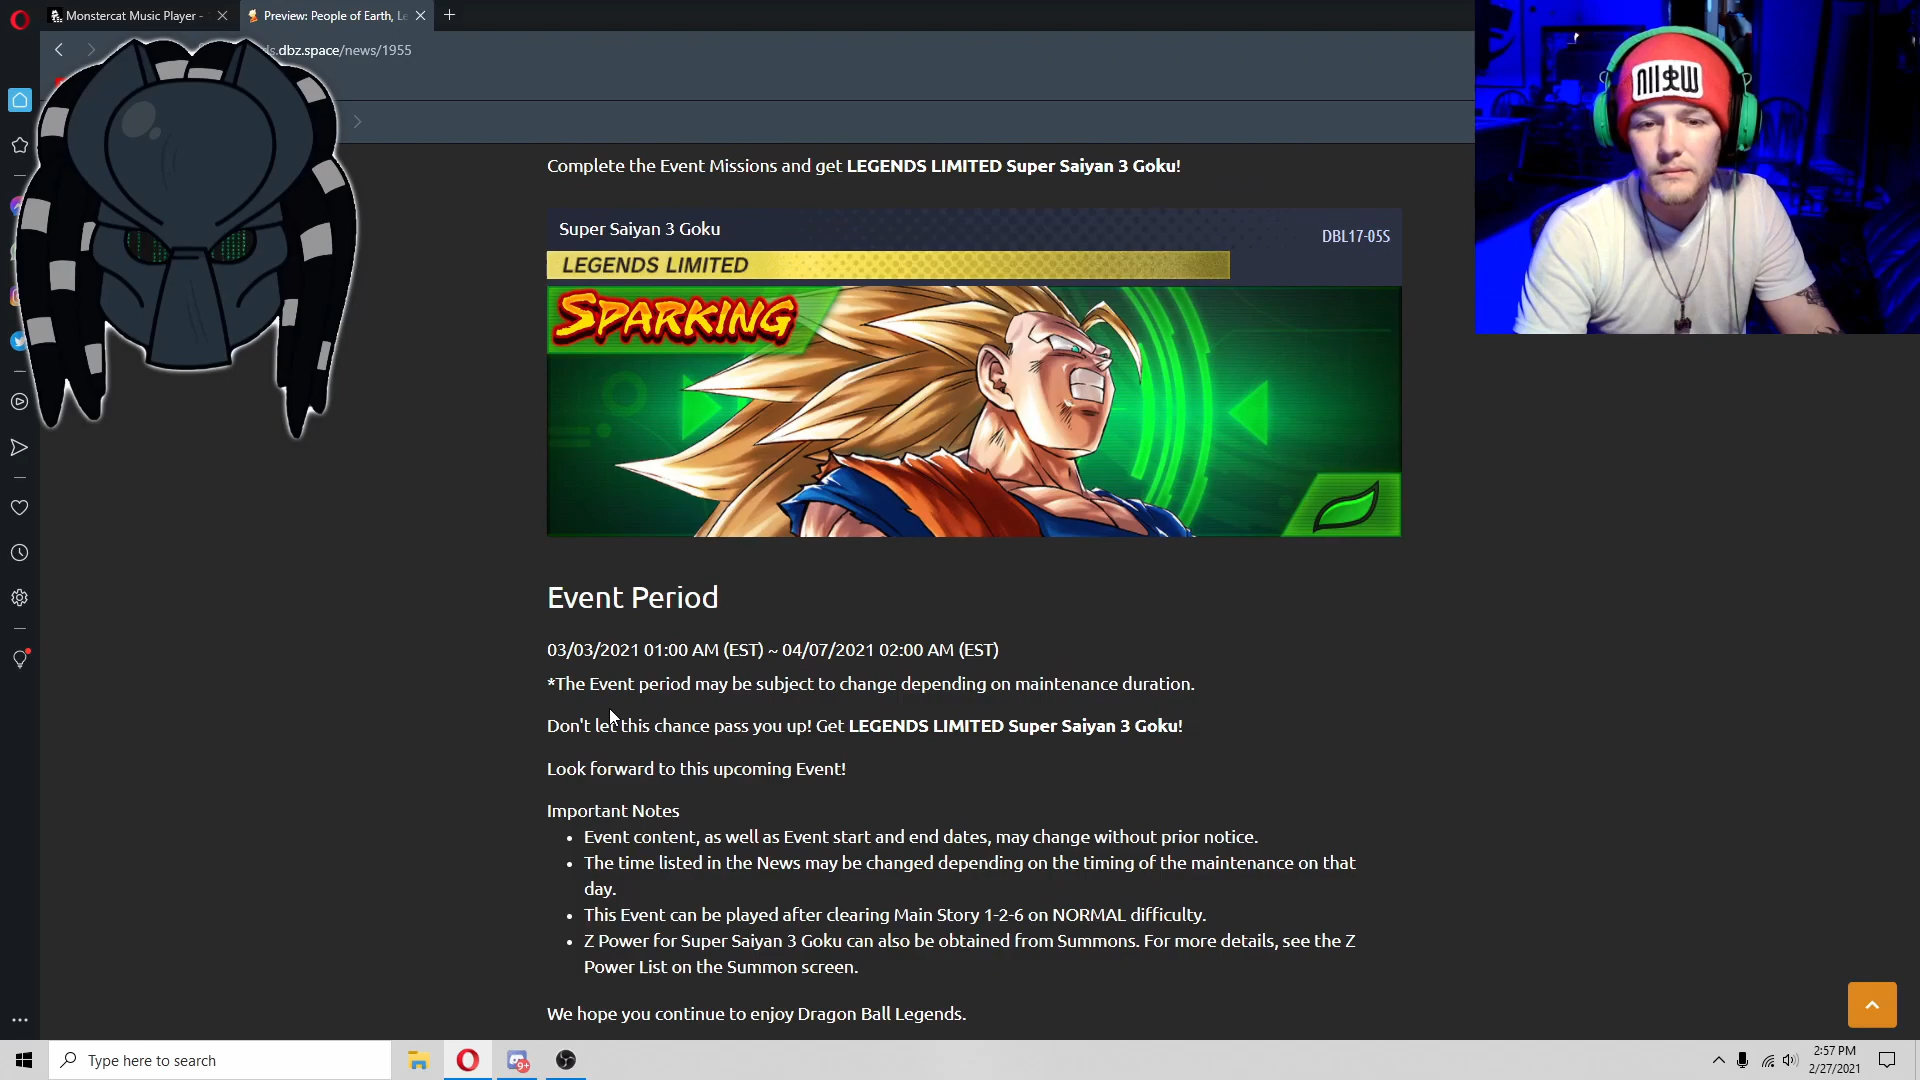 Monstercat Music Player -
Preview: People of Earth, Le
.dbz.space/news/1955
Complete the Event Missions and get LEGENDS LIMITED Super Saiyan 3 Goku!
Super Saiyan 3 Goku
DBL17-05S
LEGENDS LIMITED
SPARKING
Event Period
03/03/2021 01:00 AM (EST) ~ 04/07/2021 02:00 AM (EST)
*The Event period may be subject to change depending on maintenance duration.
Don't let this chance pass you up! Get LEGENDS LIMITED Super Saiyan 3 Goku!
Look forward to this upcoming Event!
Important Notes
• Event content, as well as Event start and end dates, may change without prior notice.
• The time listed in the News may be changed depending on the timing of the maintenance on that
day.
• This Event can be played after clearing Main Story 1-2-6 on NORMAL difficulty.
• Z Power for Super Saiyan 3 Goku can also be obtained from Summons. For more details, see the Z
Power List on the Summon screen.
We hope you continue to enjoy Dragon Ball Legends.
Type here to search
9+
2:57 PM
2/27/2021